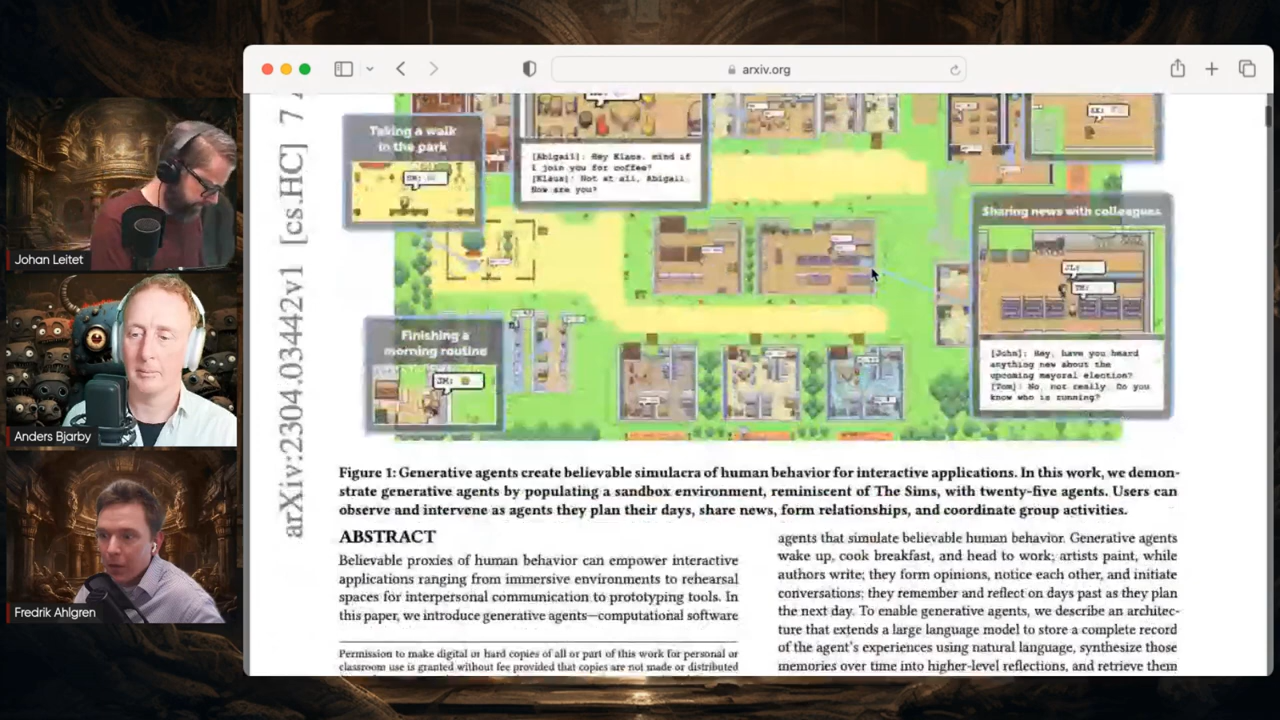 arxiv.org
arXiv:2304.03442v1 [cs.HC] 7
Taking a walk
in the park
[Abigail]: Hey Klaus, mind if
I join you for coffee?
[Klaus]: Not at all, Abigail.
How are you?
Sharing news with colleagues
JL:
TM:
[John]: Hey, have you heard
anything new about the
upcoming mayoral election?
[Tom]: No, not really. Do you
know who is running?
Finishing a
morning routine
JM:
Figure 1: Generative agents create believable simulacra of human behavior for interactive applications. In this work, we demon-
strate generative agents by populating a sandbox environment, reminiscent of The Sims, with twenty-five agents. Users can
observe and intervene as agents they plan their days, share news, form relationships, and coordinate group activities.
ABSTRACT
Believable proxies of human behavior can empower interactive
applications ranging from immersive environments to rehearsal
spaces for interpersonal communication to prototyping tools. In
this paper, we introduce generative agents—computational software
Permission to make digital or hard copies of all or part of this work for personal or
classroom use is granted without fee provided that copies are not made or distributed
agents that simulate believable human behavior. Generative agents
wake up, cook breakfast, and head to work; artists paint, while
authors write; they form opinions, notice each other, and initiate
conversations; they remember and reflect on days past as they plan
the next day. To enable generative agents, we describe an architec-
ture that extends a large language model to store a complete record
of the agent's experiences using natural language, synthesize those
memories over time into higher-level reflections, and retrieve them
Johan Leitet
Anders Bjarby
Fredrik Ahlgren